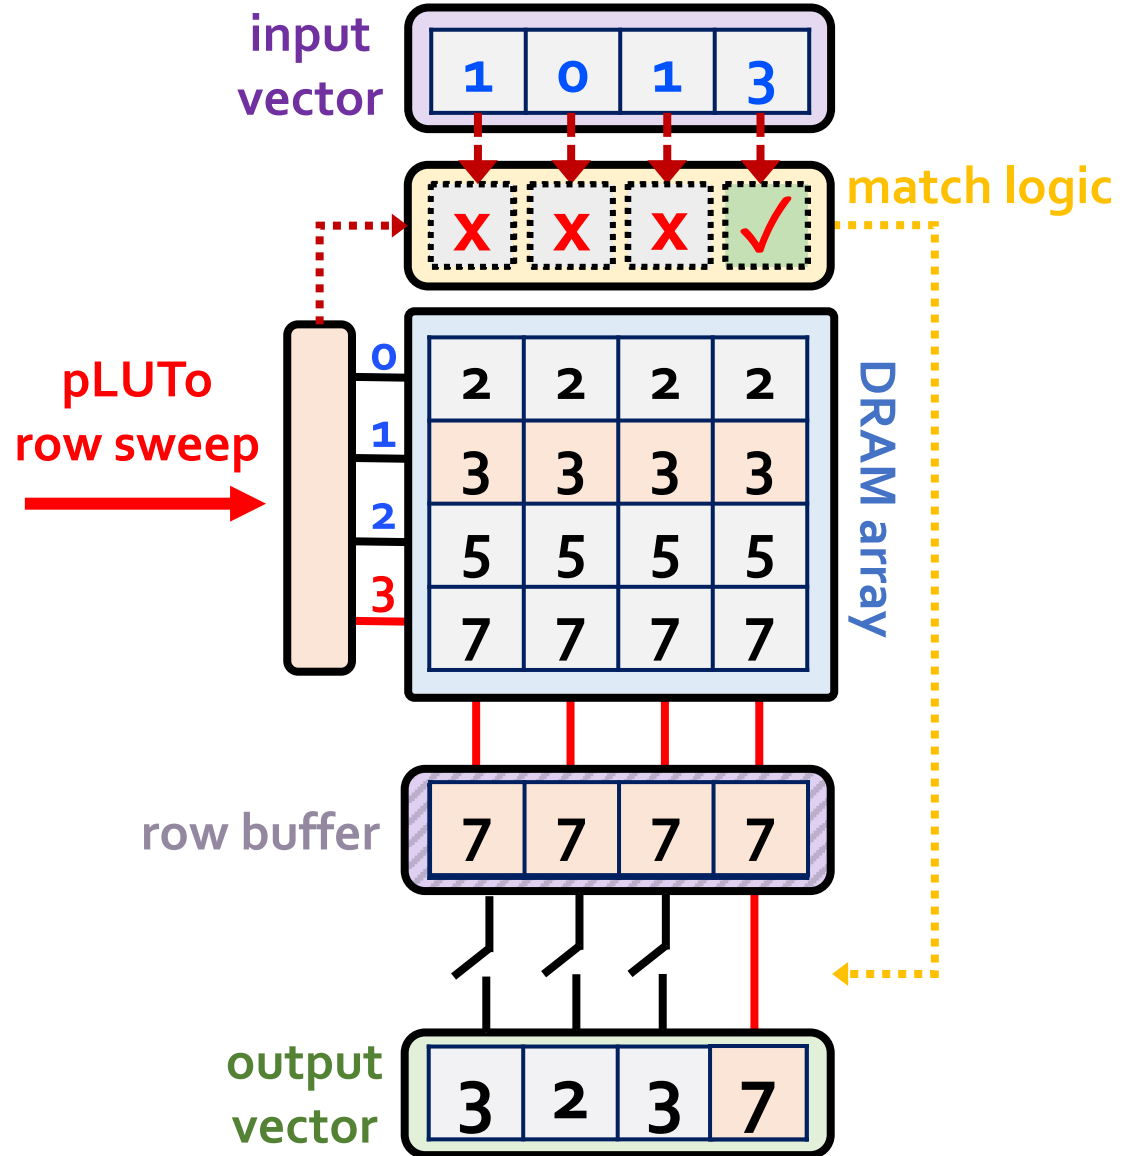 input
vector
1 0 1 3
x x x ✓
match logic
pLUTo
row sweep
0
1
2
3
2 2 2 2
3 3 3 3
5 5 5 5
7 7 7 7
DRAM array
row buffer
7 7 7 7
output
vector
3 2 3 7